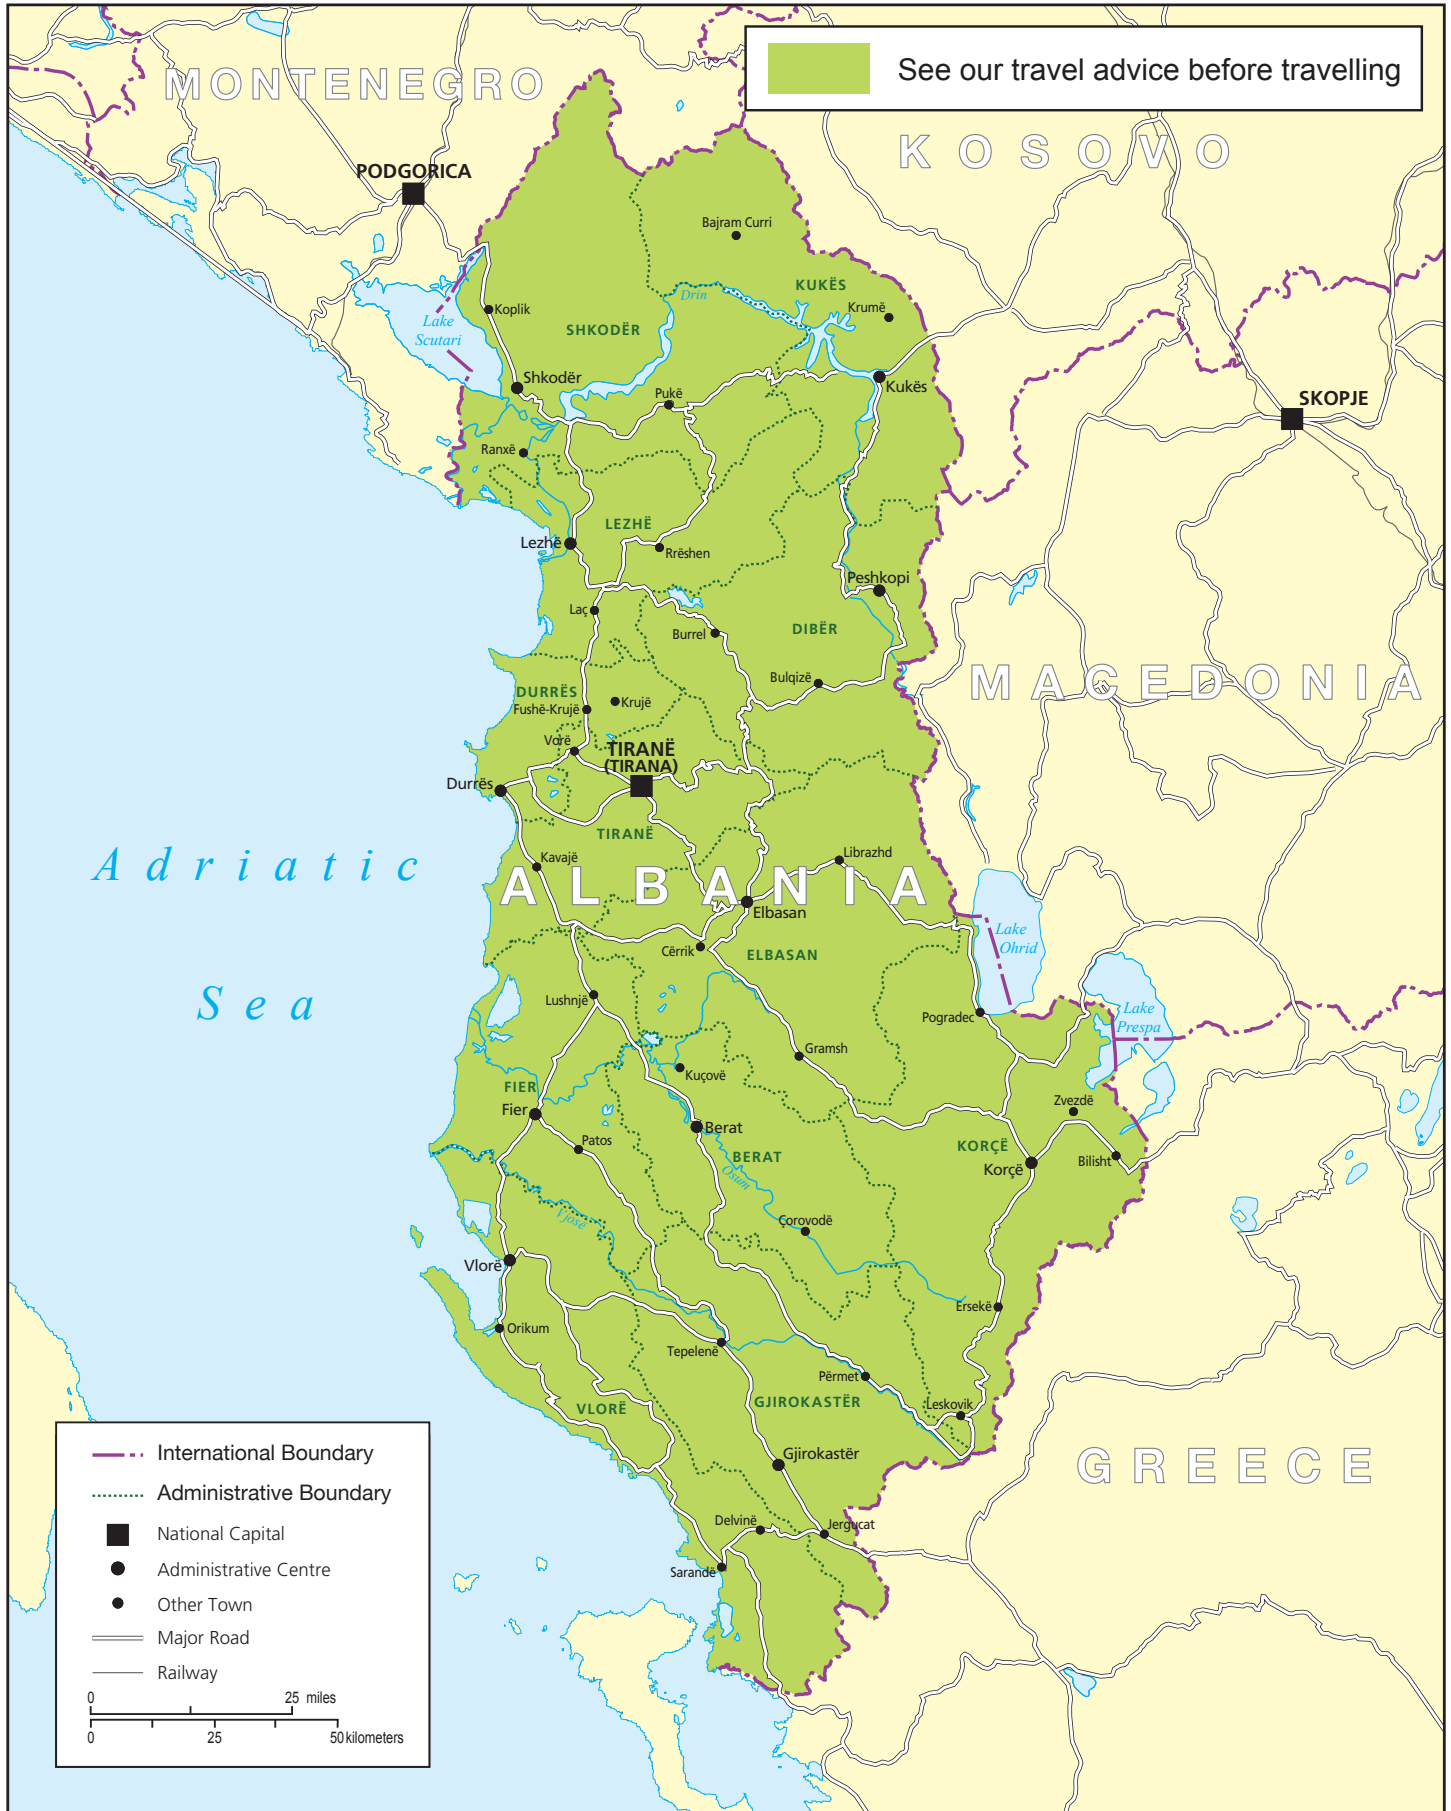 See our travel advice before travelling
MONTENEGRO
KOSOVO
PODGORICA
Bajram Curri
KUKËS
Drin
Krumë
Koplik
Lake
Scutari
SHKODËR
Shkodër
Kukës
Pukë
SKOPJE
Ranxë
LEZHË
Lezhë
Rrëshen
Peshkopi
Laç
Burrel
DIBËR
Bulqizë
MACEDONIA
DURRËS
Krujë
Fushë-Krujë
Vorë
TIRANË
(TIRANA)
Durrës
TIRANË
Adriatic
Sea
Kavajë
Librazhd
ALBANIA
Elbasan
Lake
Ohrid
Cërrik
ELBASAN
Lushnjë
Pogradec
Lake
Prespa
Gramsh
Kuçovë
FIER
Fier
Zvezdë
Berat
Patos
BERAT
KORÇË
Korçë
Bilisht
Osum
Vjosë
Çorovodë
Vlorë
Ersekë
Orikum
Tepelenë
Përmet
VLORË
GJIROKASTËR
Leskovik
Gjirokastër
GREECE
Delvinë
Jergucat
Sarandë
International Boundary
Administrative Boundary
National Capital
Administrative Centre
Other Town
Major Road
Railway
0 25 miles
0 25 50 kilometers